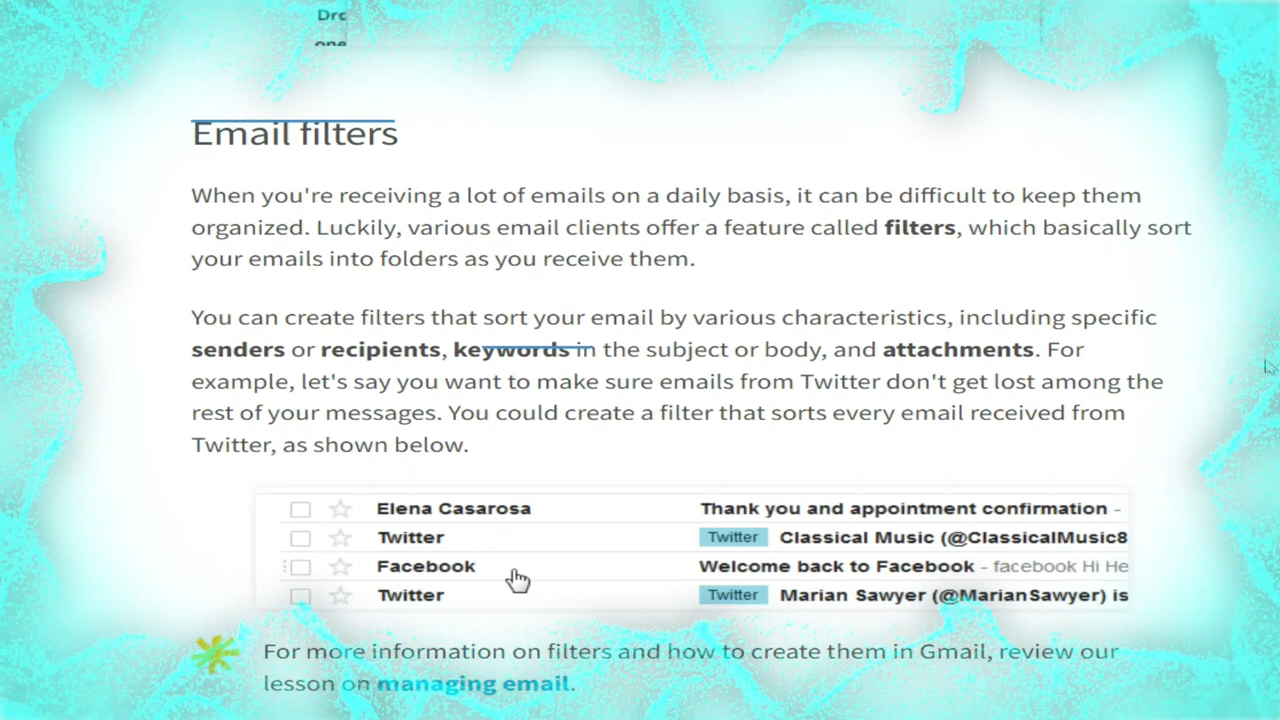 Drc
one
Email filters
When you're receiving a lot of emails on a daily basis, it can be difficult to keep them
organized. Luckily, various email clients offer a feature called filters, which basically sort
your emails into folders as you receive them.
You can create filters that sort your email by various characteristics, including specific
senders or recipients, keywords in the subject or body, and attachments. For
example, let's say you want to make sure emails from Twitter don't get lost among the
rest of your messages. You could create a filter that sorts every email received from
Twitter, as shown below.
Elena Casarosa Thank you and appointment confirmation -
Twitter Twitter Classical Music (@ClassicalMusic8
Facebook Welcome back to Facebook - facebook Hi He
Twitter Twitter Marian Sawyer (@MarianSawyer) is
For more information on filters and how to create them in Gmail, review our
lesson on managing email.